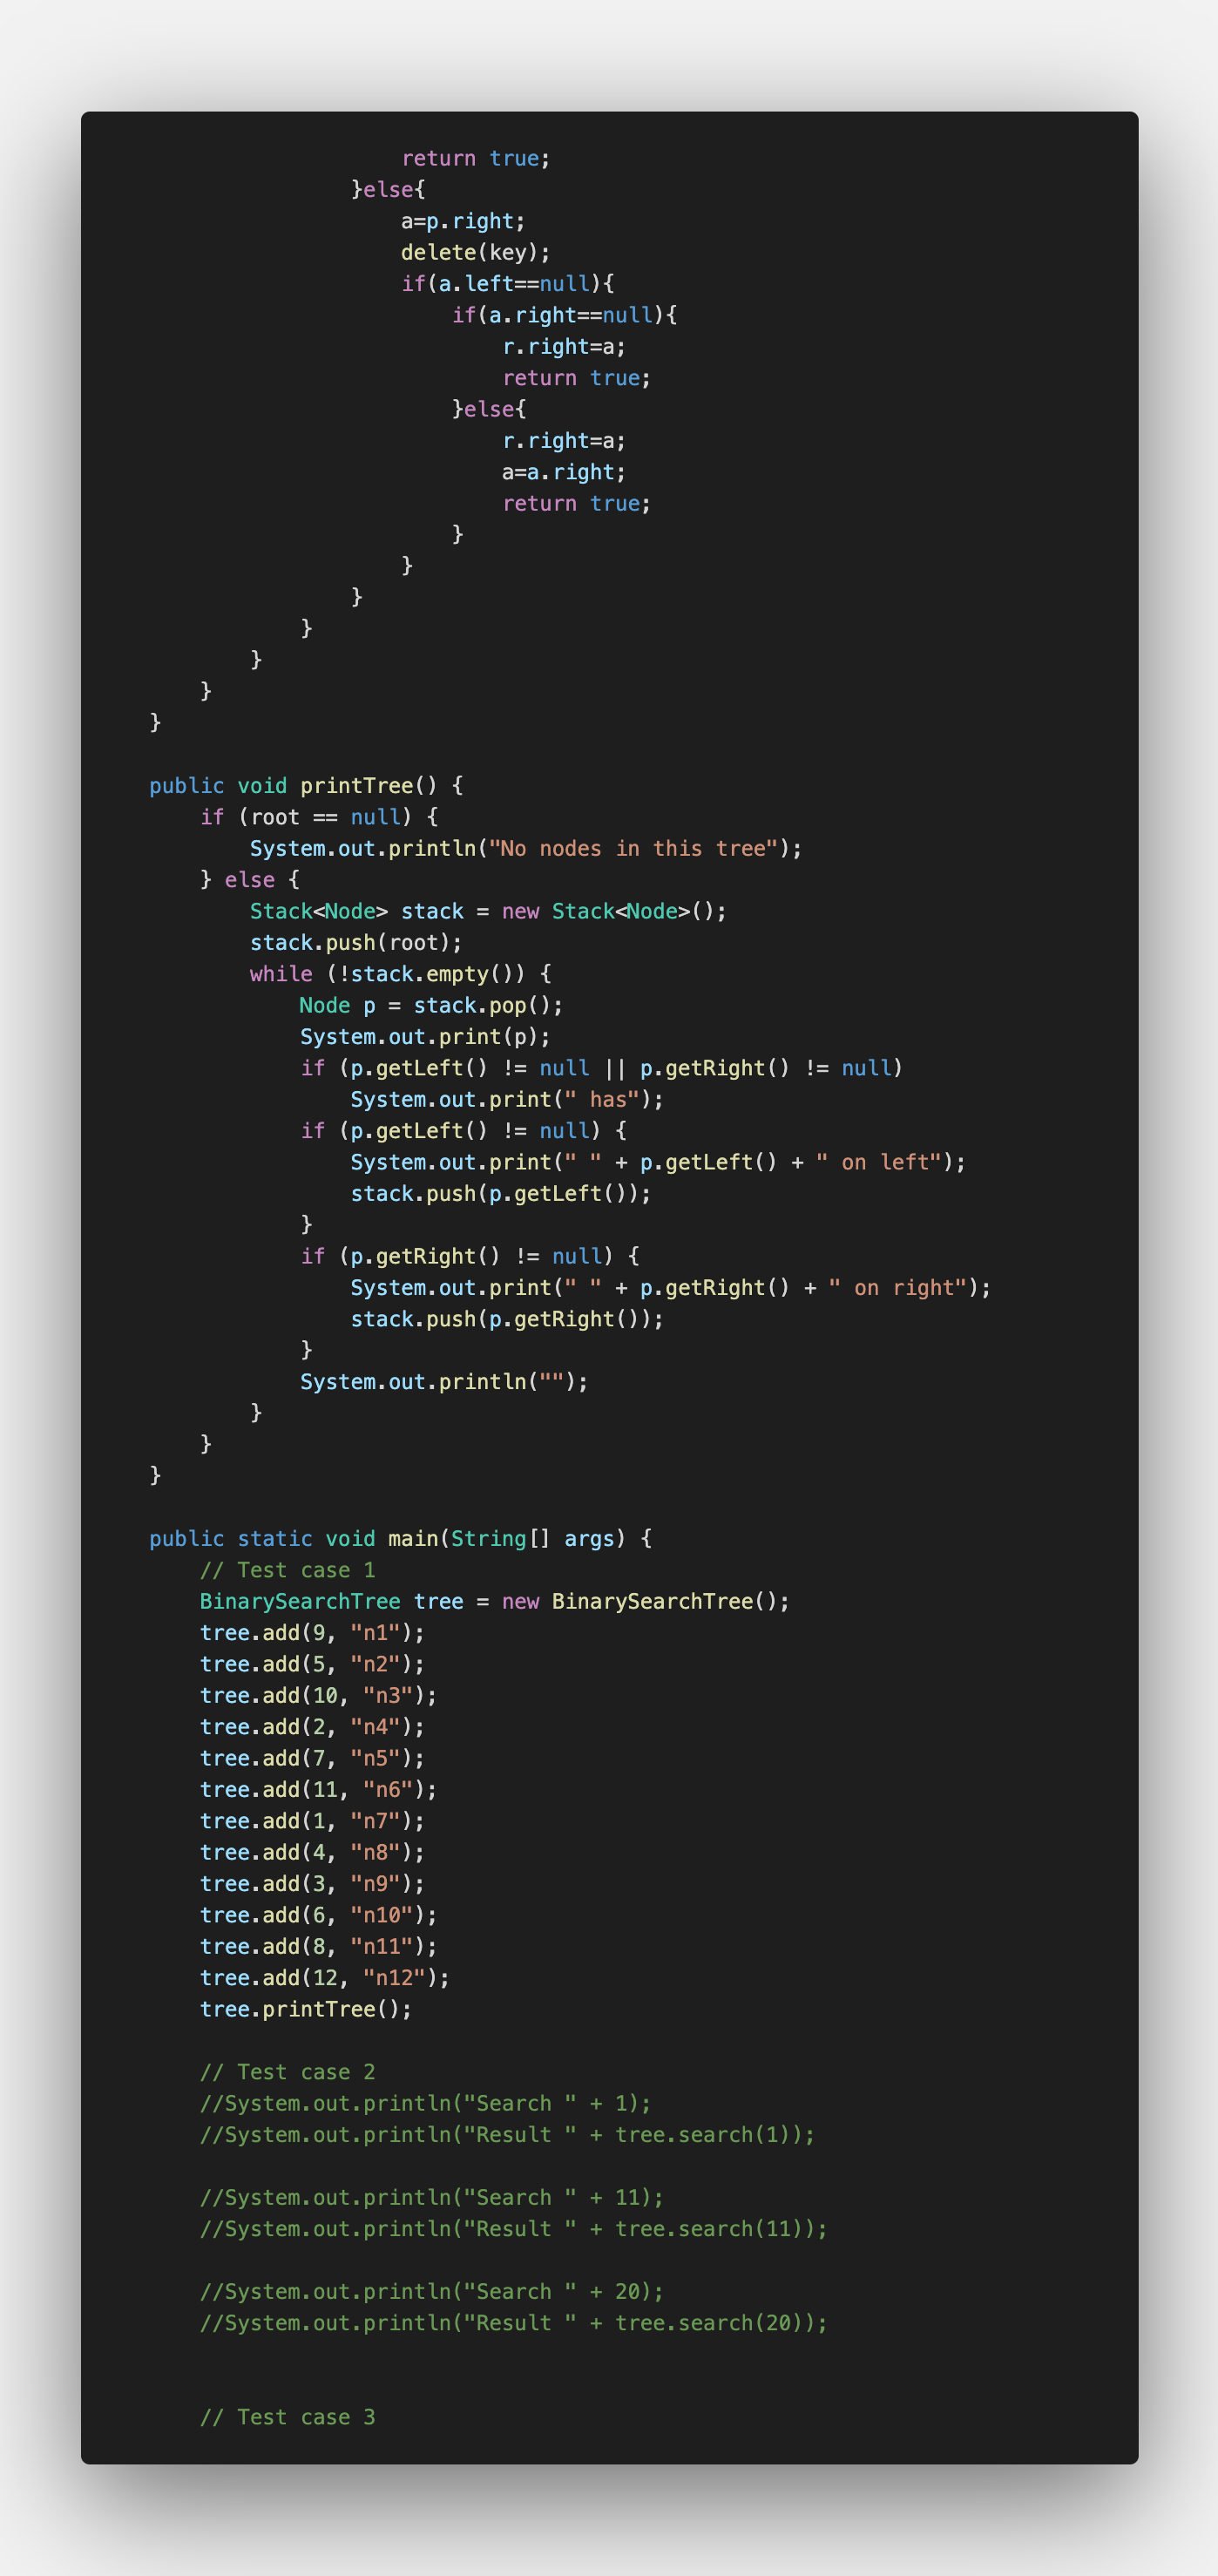 return true;
}else{
a=p.right;
delete(key);
if(a.left==null){
if(a.right==null){
r.right=a;
return true;
}else{
r.right=a;
a=a.right;
return true;
}
}
}
}
}
}
}
public void printTree() {
if (root == null) {
System.out.println("No nodes in this tree");
} else {
Stack<Node> stack = new Stack<Node>();
stack.push(root);
while (!stack.empty()) {
Node p = stack.pop();
System.out.print(p);
if (p.getLeft() != null || p.getRight() != null)
System.out.print(" has");
if (p.getLeft() != null) {
System.out.print(" " + p.getLeft() + " on left");
stack.push(p.getLeft());
}
if (p.getRight() != null) {
System.out.print(" " + p.getRight() + " on right");
stack.push(p.getRight());
}
System.out.println("");
}
}
}
public static void main(String[] args) {
// Test case 1
BinarySearchTree tree = new BinarySearchTree();
tree.add(9, "n1");
tree.add(5, "n2");
tree.add(10, "n3");
tree.add(2, "n4");
tree.add(7, "n5");
tree.add(11, "n6");
tree.add(1, "n7");
tree.add(4, "n8");
tree.add(3, "n9");
tree.add(6, "n10");
tree.add(8, "n11");
tree.add(12, "n12");
tree.printTree();
// Test case 2
//System.out.println("Search " + 1);
//System.out.println("Result " + tree.search(1));
//System.out.println("Search " + 11);
//System.out.println("Result " + tree.search(11));
//System.out.println("Search " + 20);
//System.out.println("Result " + tree.search(20));
// Test case 3